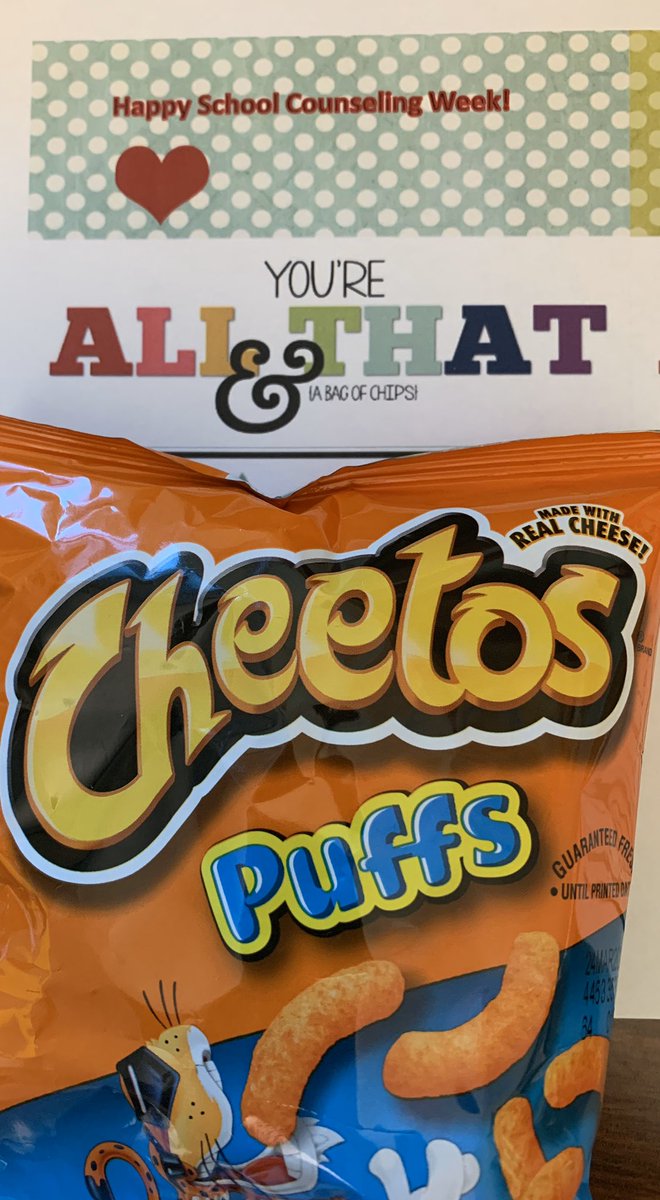 Happy School Counseling Week!
YOU'RE
ALL THAT
& {A BAG OF CHIPS}
MADE WITH
REAL CHEESE!
Cheetos
BRAND
Puffs
GUARANTEED
• UNTIL PRINTED